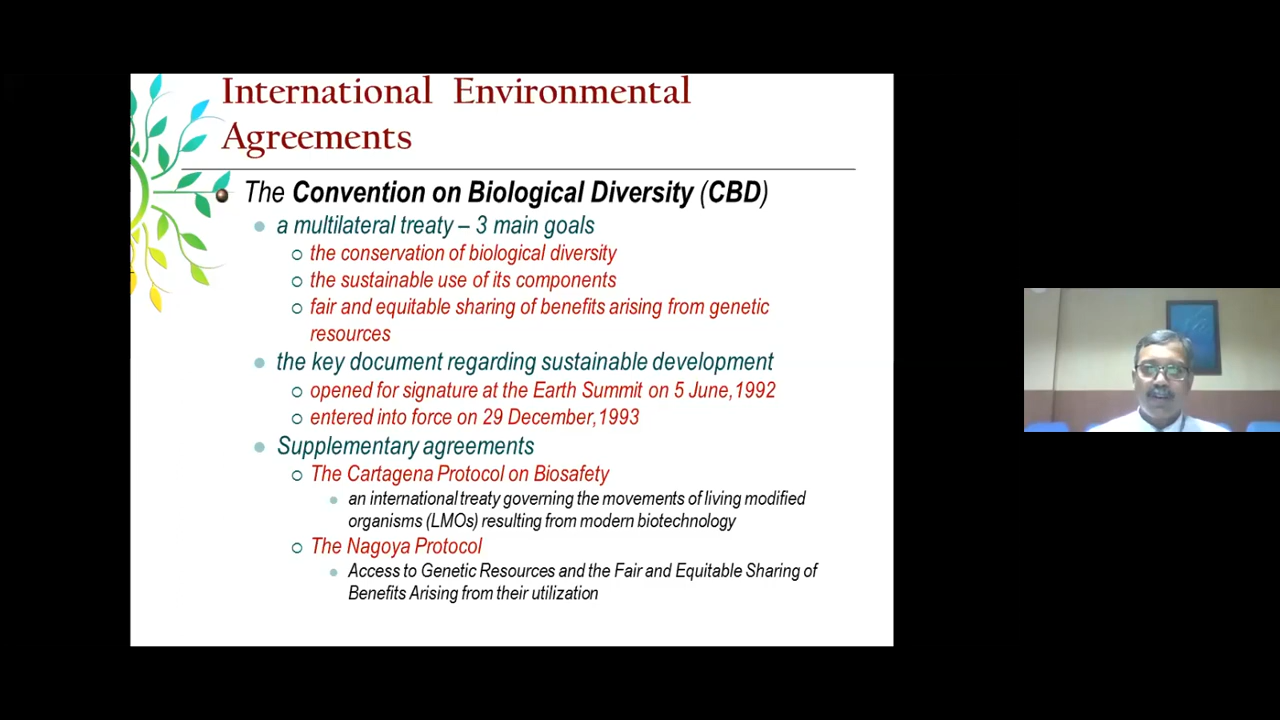 International Environmental
Agreements
The Convention on Biological Diversity (CBD)
a multilateral treaty – 3 main goals
the conservation of biological diversity
the sustainable use of its components
fair and equitable sharing of benefits arising from genetic
resources
the key document regarding sustainable development
opened for signature at the Earth Summit on 5 June,1992
entered into force on 29 December,1993
Supplementary agreements
The Cartagena Protocol on Biosafety
an international treaty governing the movements of living modified
organisms (LMOs) resulting from modern biotechnology
The Nagoya Protocol
Access to Genetic Resources and the Fair and Equitable Sharing of
Benefits Arising from their utilization